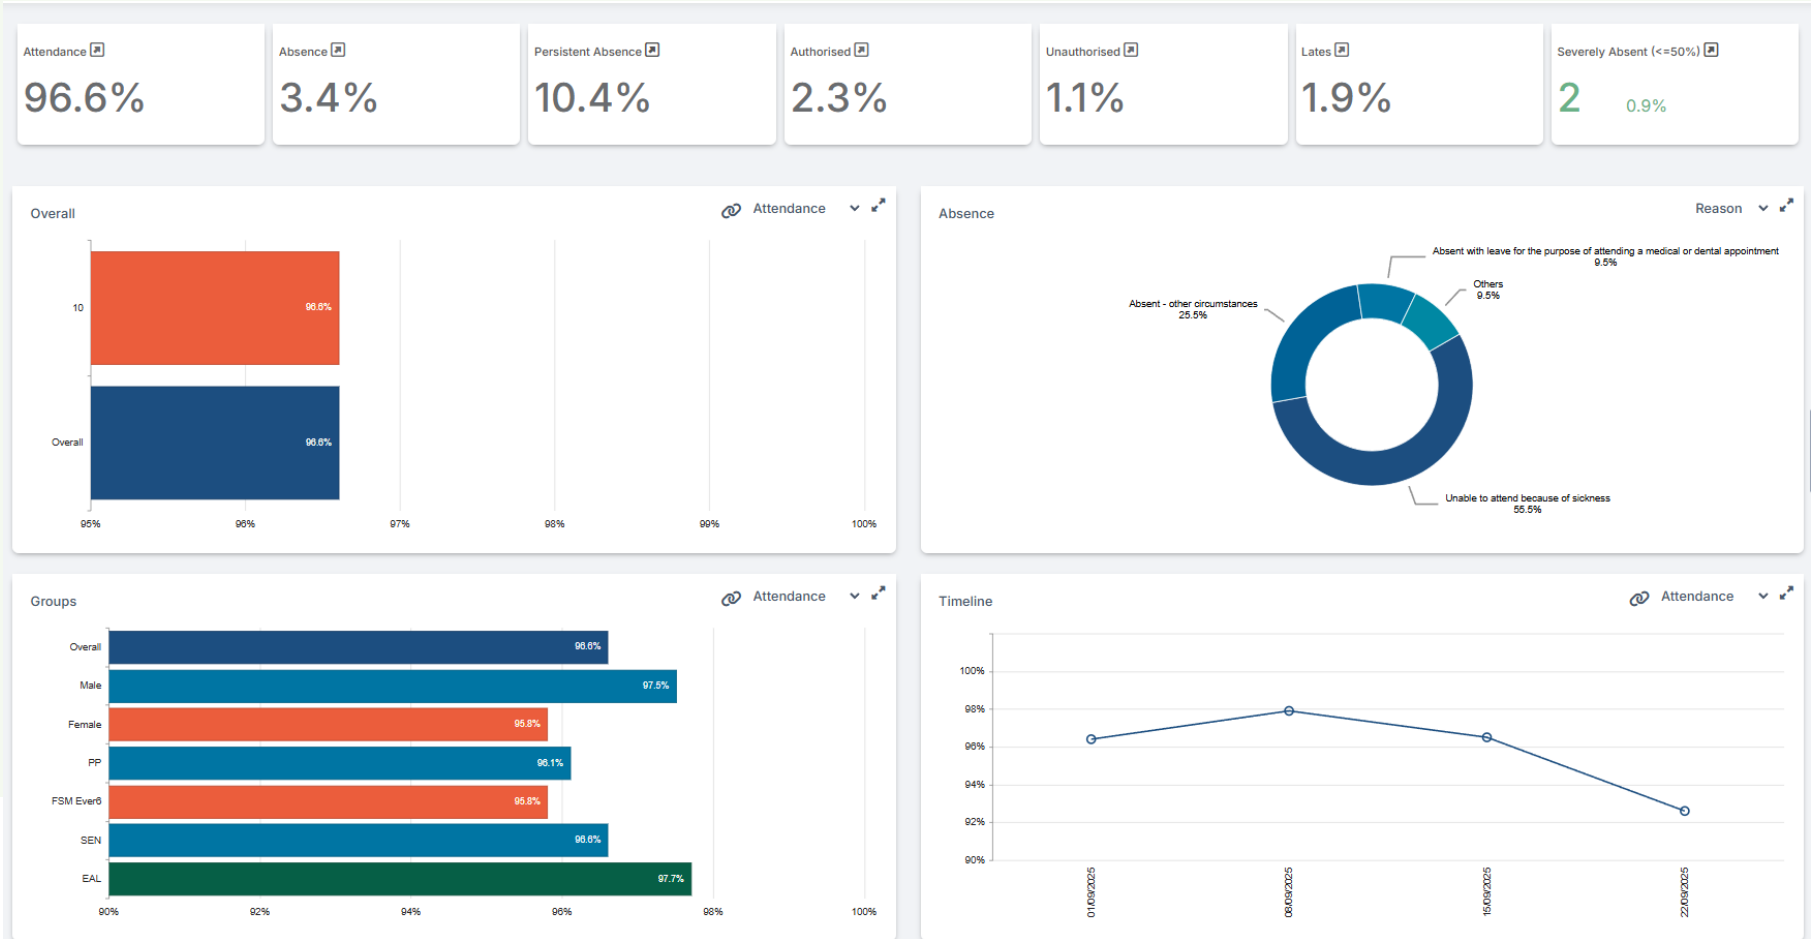 Attendance
96.6%
Absence
3.4%
Persistent Absence
10.4%
Authorised
2.3%
Unauthorised
1.1%
Lates
1.9%
Severely Absent (<=50%)
2 0.9%
Overall
Attendance
10
96.6%
Overall
96.6%
95% 96% 97% 98% 99% 100%
Absence
Reason
Absent with leave for the purpose of attending a medical or dental appointment
9.5%
Others
9.5%
Absent - other circumstances
25.5%
Unable to attend because of sickness
55.5%
Groups
Attendance
Overall 96.6%
Male 97.5%
Female 95.8%
PP 96.1%
FSM Ever6 95.8%
SEN 96.6%
EAL 97.7%
90% 92% 94% 96% 98% 100%
Timeline
Attendance
100%
98%
96%
94%
92%
90%
01/09/2025
08/09/2025
15/09/2025
22/09/2025